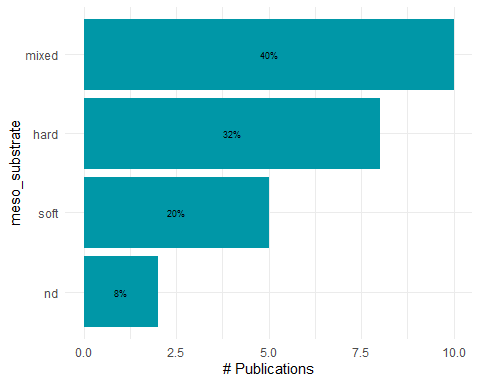 mixed
40%
hard
32%
soft
20%
nd
8%
meso_substrate
0.0 2.5 5.0 7.5 10.0
# Publications